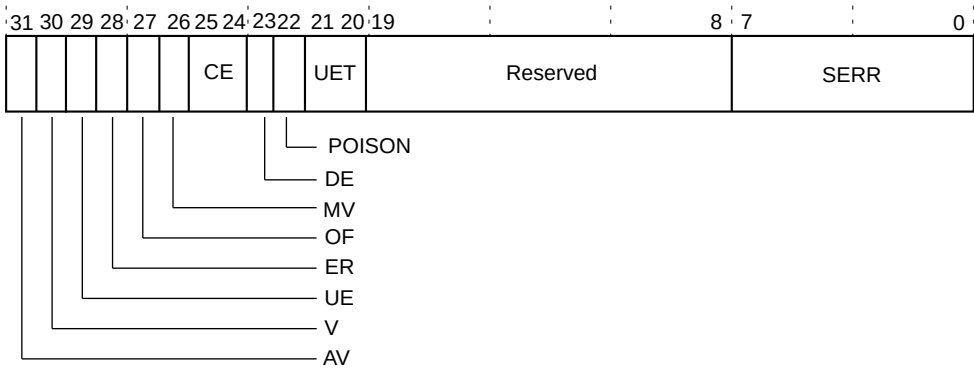 31 30 29 28 27 26 25 24 23 22 21 20 19 8 7 0
CE UET Reserved SERR
POISON
DE
MV
OF
ER
UE
V
AV